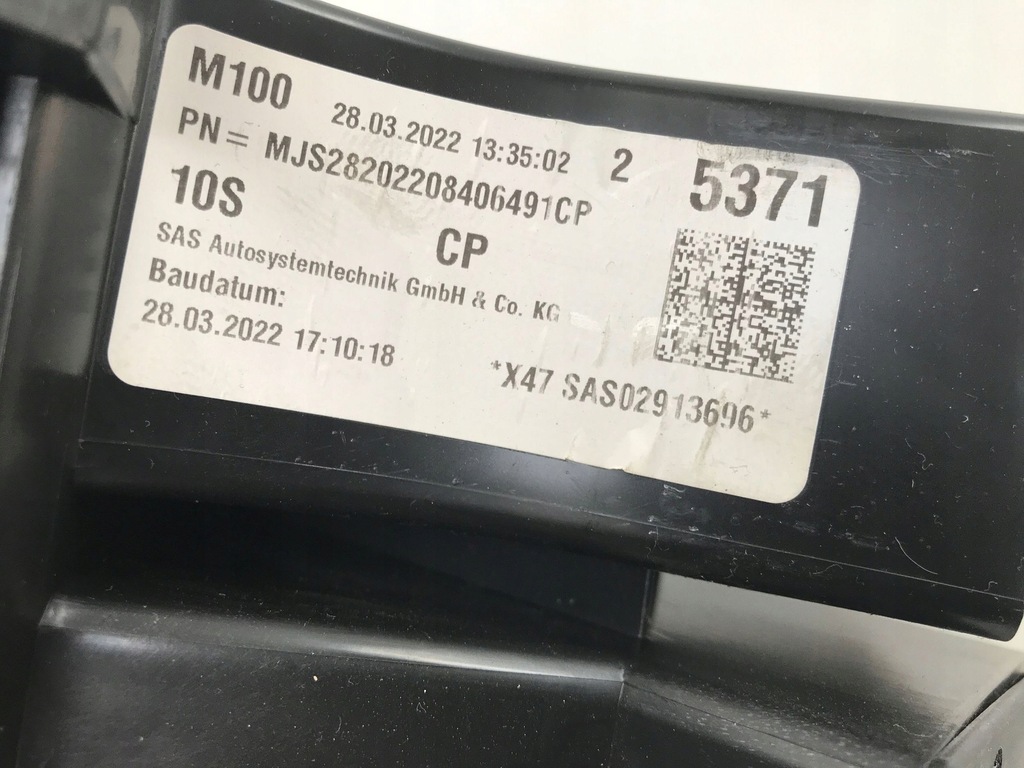 M100 28.03.2022 13:35:02 2 5371
PN= MJS28202208406491CP
10S CP
SAS Autosystemtechnik GmbH & Co. KG
Baudatum:
28.03.2022 17:10:18
*X47 SAS02913696*